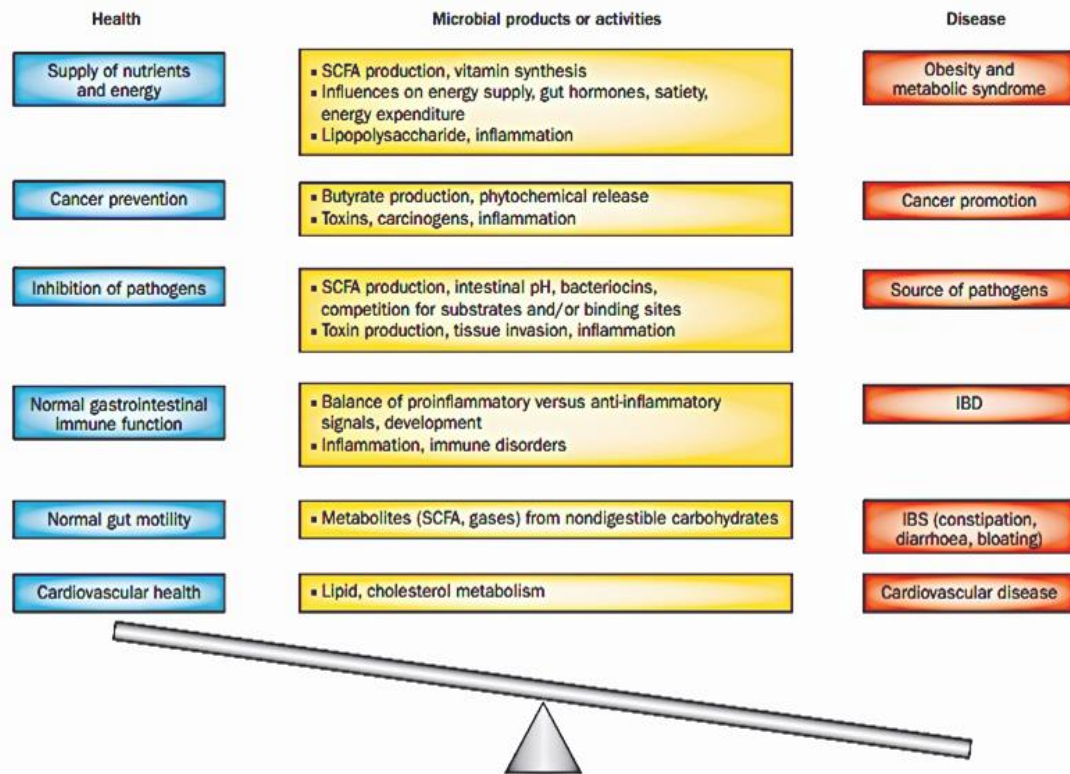 Health
Microbial products or activities
Disease
Supply of nutrients
and energy
▪ SCFA production, vitamin synthesis
▪ Influences on energy supply, gut hormones, satiety,
energy expenditure
▪ Lipopolysaccharide, inflammation
Obesity and
metabolic syndrome
Cancer prevention
▪ Butyrate production, phytochemical release
▪ Toxins, carcinogens, inflammation
Cancer promotion
Inhibition of pathogens
▪ SCFA production, intestinal pH, bacteriocins,
competition for substrates and/or binding sites
▪ Toxin production, tissue invasion, inflammation
Source of pathogens
Normal gastrointestinal
immune function
▪ Balance of proinflammatory versus anti-inflammatory
signals, development
▪ Inflammation, immune disorders
IBD
Normal gut motility
▪ Metabolites (SCFA, gases) from nondigestible carbohydrates
IBS (constipation,
diarrhoea, bloating)
Cardiovascular health
▪ Lipid, cholesterol metabolism
Cardiovascular disease